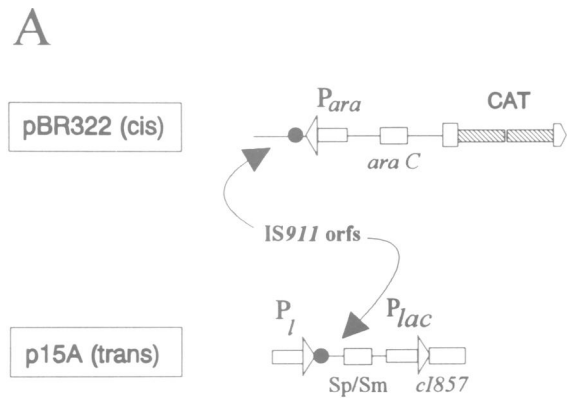 A
pBR322 (cis)
Para
CAT
ara C
IS911 orfs
p15A (trans)
Pl
Plac
Sp/Sm
cI857